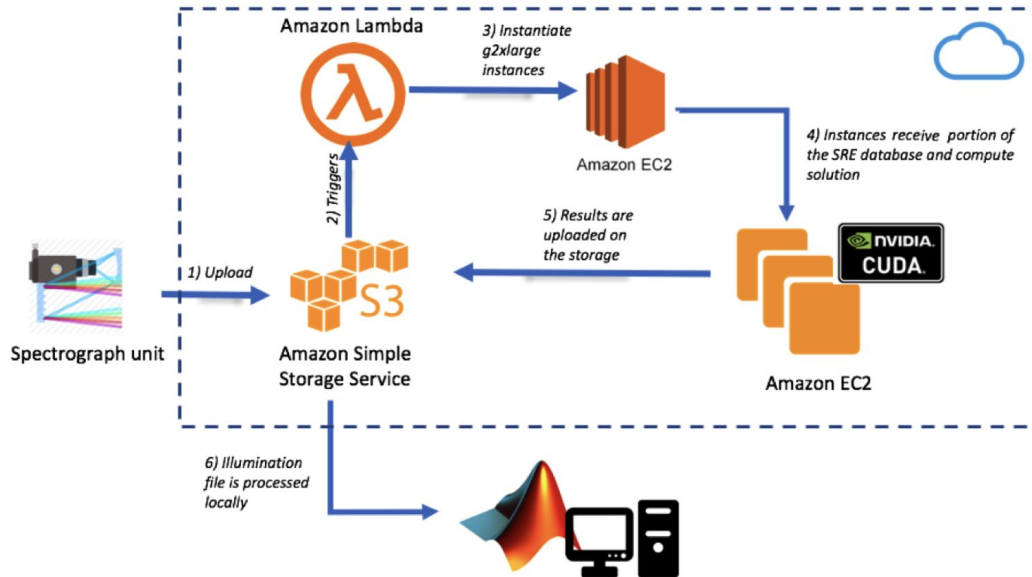 Amazon Lambda
3) Instantiate
g2xlarge
instances
Amazon EC2
4) Instances receive portion of
the SRE database and compute
solution
2) Triggers
5) Results are
uploaded on
the storage
NVIDIA.
CUDA.
1) Upload
S3
Spectrograph unit
Amazon Simple
Storage Service
Amazon EC2
6) Illumination
file is processed
locally